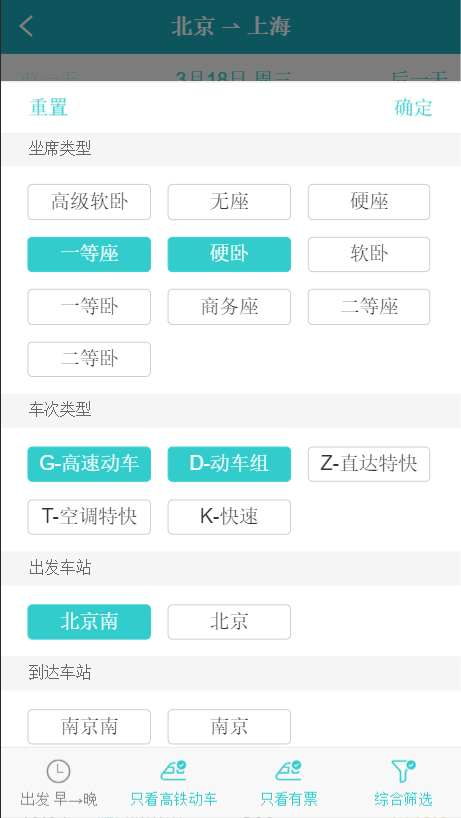 北京 → 上海
前一天 3月18日 周三 后一天
重置 确定
坐席类型
高级软卧 无座 硬座
一等座 硬卧 软卧
一等卧 商务座 二等座
二等卧
车次类型
G-高速动车 D-动车组 Z-直达特快
T-空调特快 K-快速
出发车站
北京南 北京
到达车站
南京南 南京
出发 早→晚 只看高铁动车 只看有票 综合筛选